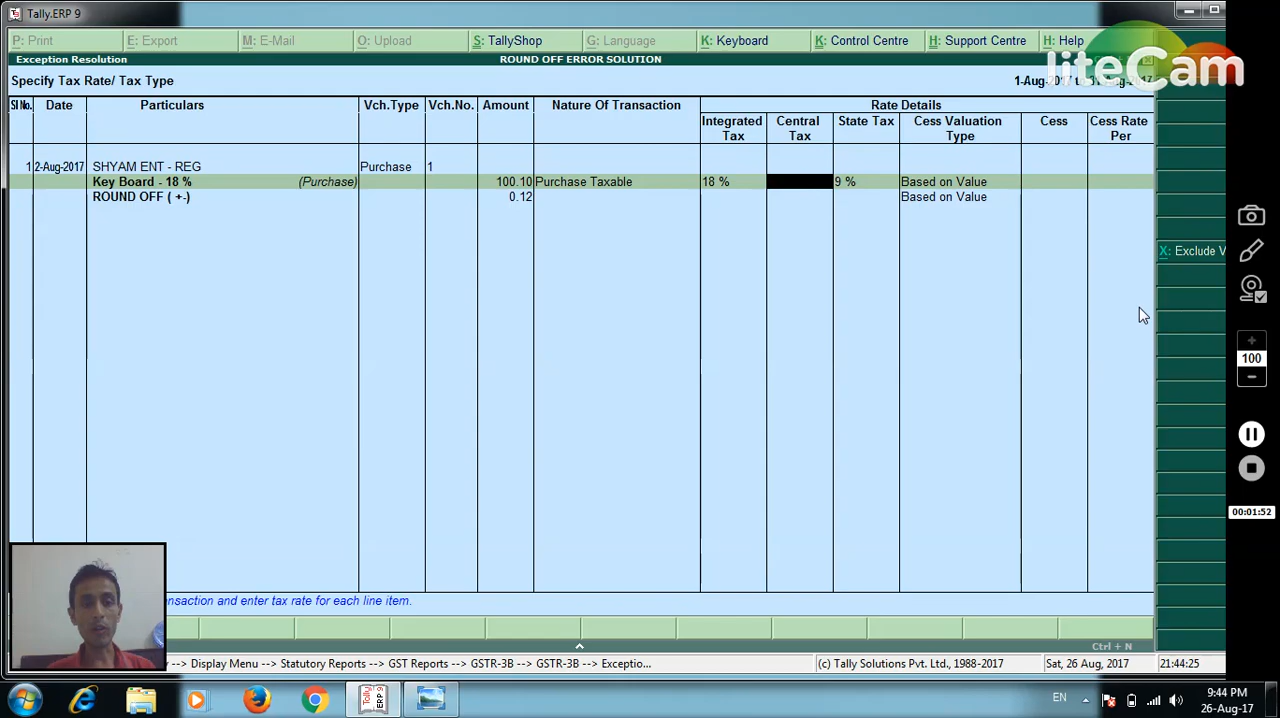 Tally.ERP 9
P: Print E: Export M: E-Mail O: Upload S: TallyShop G: Language K: Keyboard K: Control Centre H: Support Centre H: Help
liteCam
Exception Resolution ROUND OFF ERROR SOLUTION
Specify Tax Rate/ Tax Type 1-Aug-2017 to
Sl No. Date Particulars Vch.Type Vch.No. Amount Nature Of Transaction Rate Details
Integrated Central State Tax Cess Valuation Cess Cess Rate
Tax Tax Type Per
1 2-Aug-2017 SHYAM ENT - REG Purchase 1
Key Board - 18 % (Purchase) 100.10 Purchase Taxable 18 % 9 % Based on Value
ROUND OFF ( +-) 0.12 Based on Value
X: Exclude V
100
00:01:52
nsaction and enter tax rate for each line item.
Ctrl + N
--> Display Menu --> Statutory Reports --> GST Reports --> GSTR-3B --> GSTR-3B --> Exceptio... (c) Tally Solutions Pvt. Ltd., 1988-2017 Sat, 26 Aug, 2017 21:44:25
EN 9:44 PM
26-Aug-17